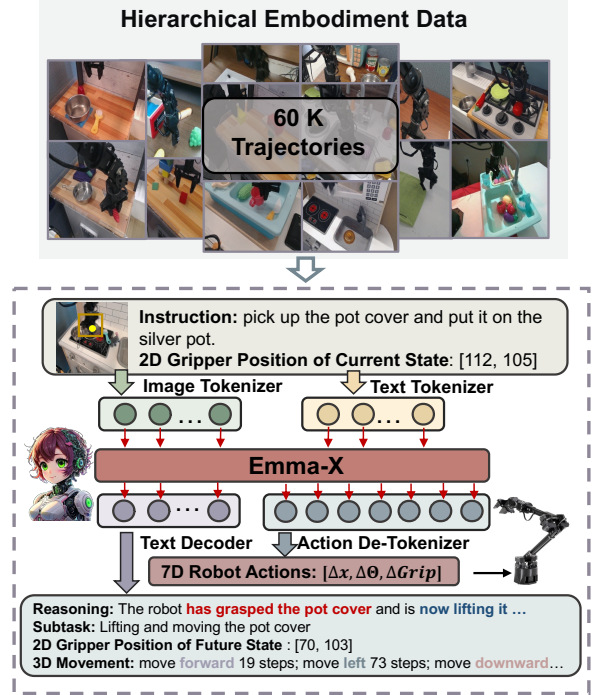 Hierarchical Embodiment Data
60 K
Trajectories
Instruction: pick up the pot cover and put it on the
silver pot.
2D Gripper Position of Current State: [112, 105]
Image Tokenizer
Text Tokenizer
...
...
Emma-X
...
Text Decoder
Action De-Tokenizer
7D Robot Actions: [Δx, ΔΘ, ΔGrip]
Reasoning: The robot has grasped the pot cover and is now lifting it ...
Subtask: Lifting and moving the pot cover
2D Gripper Position of Future State : [70, 103]
3D Movement: move forward 19 steps; move left 73 steps; move downward...